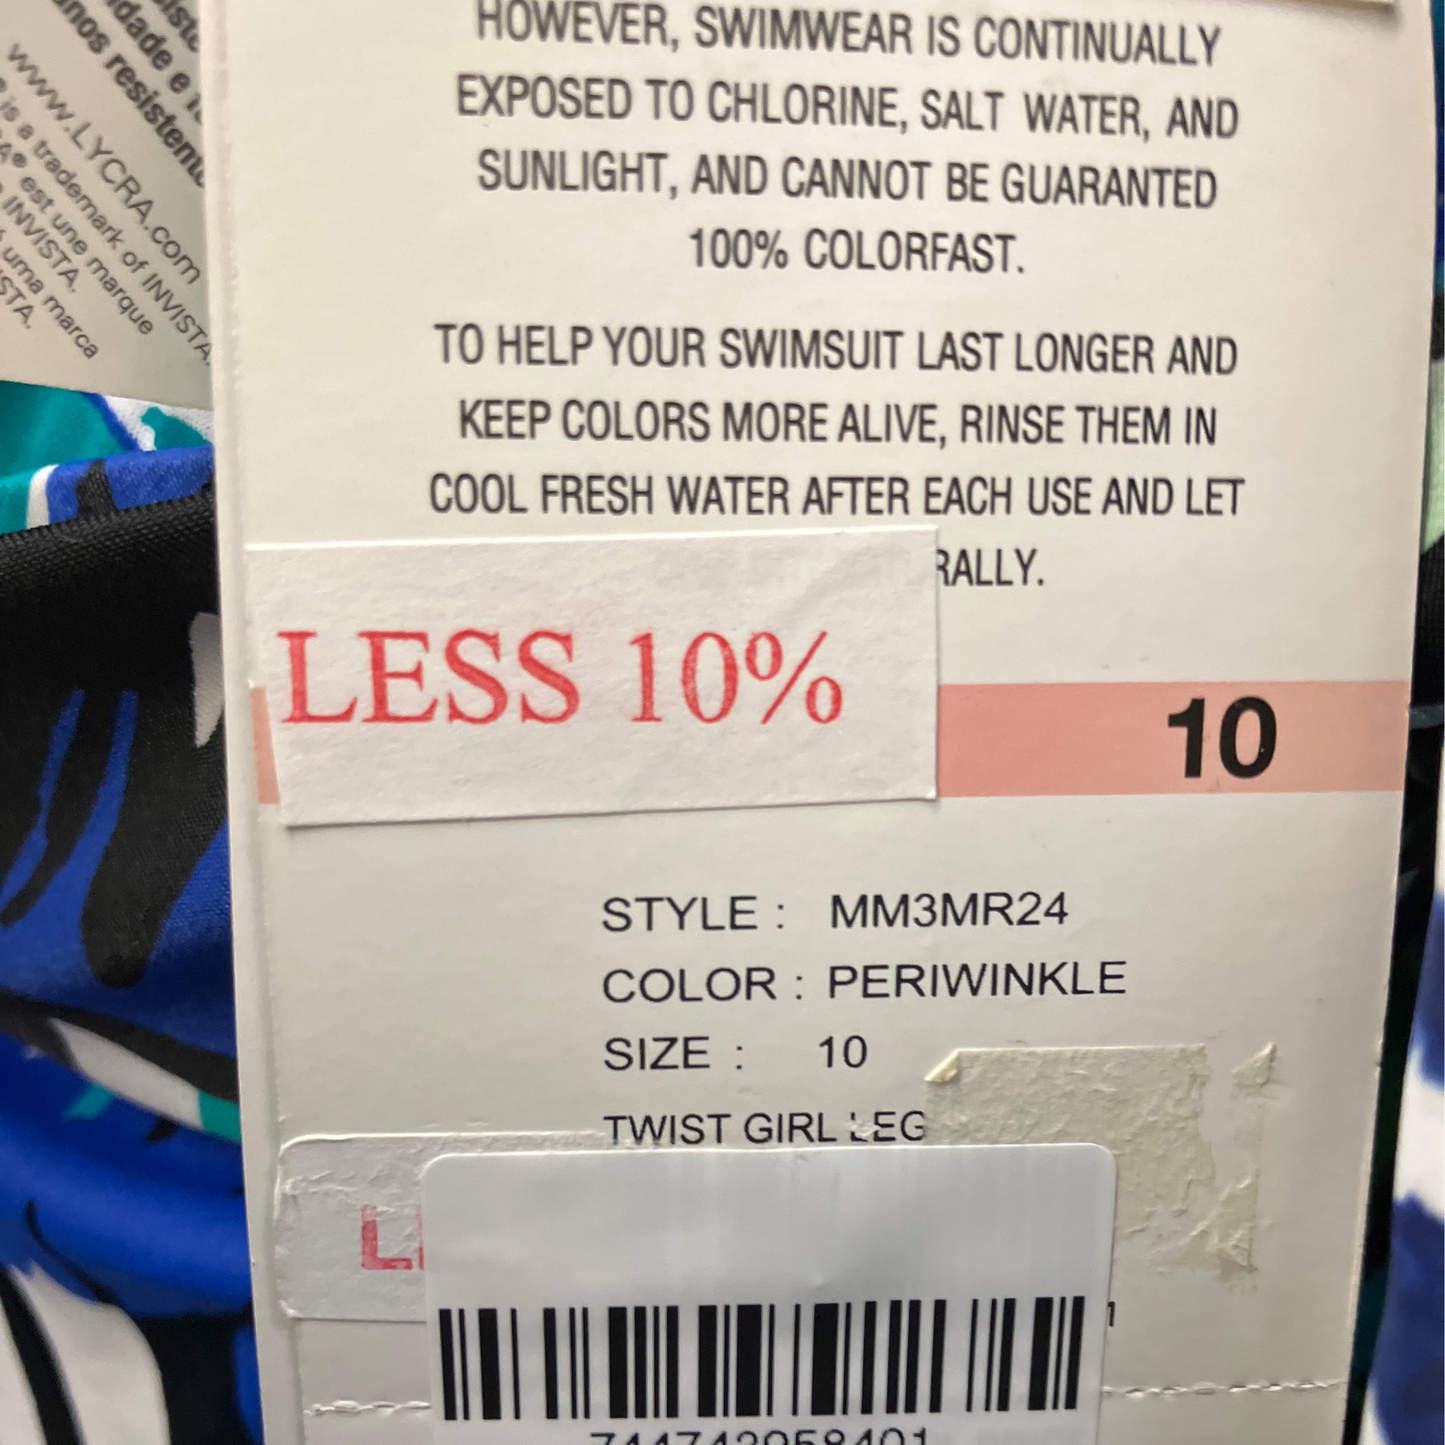 www.LYCRA.com
is a trademark of INVISTA.
est une marque
INVISTA.
uma marca
HOWEVER, SWIMWEAR IS CONTINUALLY
EXPOSED TO CHLORINE, SALT WATER, AND
SUNLIGHT, AND CANNOT BE GUARANTED
100% COLORFAST.
TO HELP YOUR SWIMSUIT LAST LONGER AND
KEEP COLORS MORE ALIVE, RINSE THEM IN
COOL FRESH WATER AFTER EACH USE AND LET
RALLY.
LESS 10%
10
STYLE : MM3MR24
COLOR : PERIWINKLE
SIZE : 10
TWIST GIRL LEG